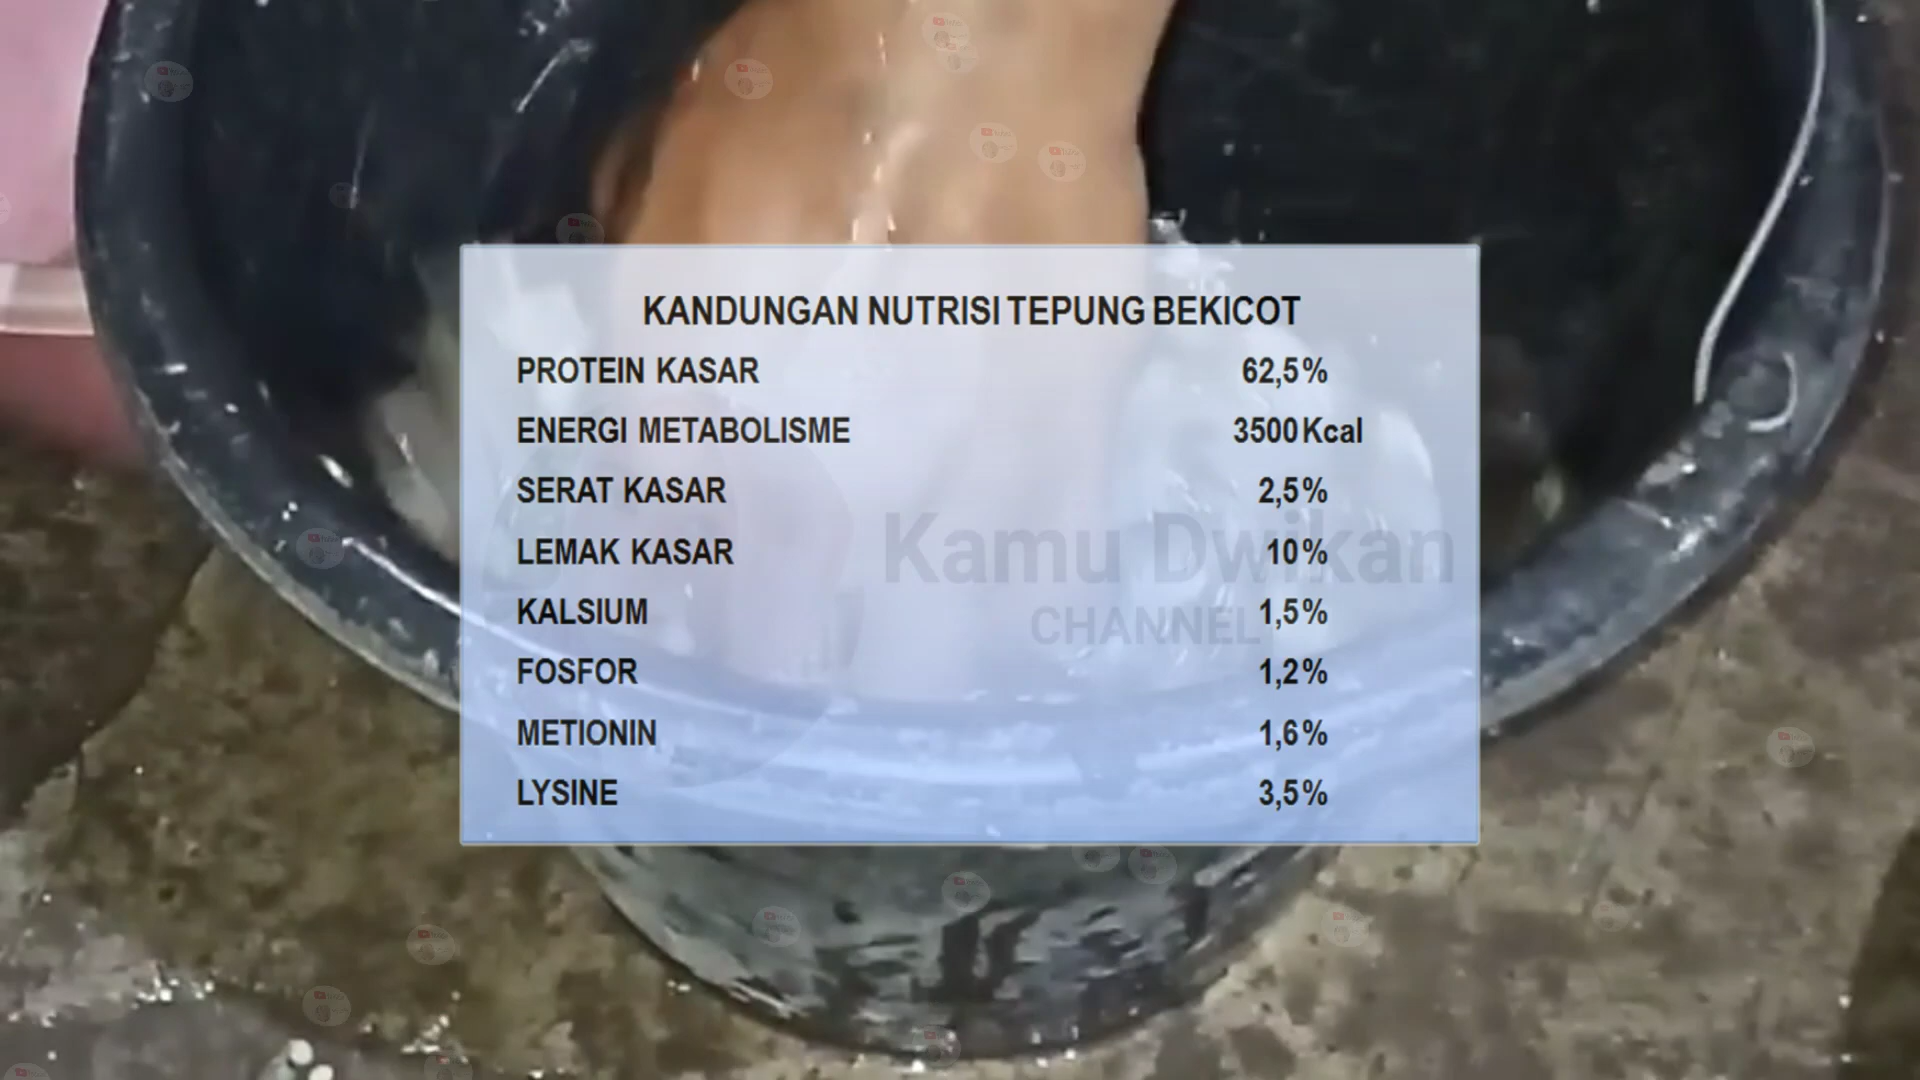 KANDUNGAN NUTRISI TEPUNG BEKICOT
PROTEIN KASAR 62,5%
ENERGI METABOLISME 3500 Kcal
SERAT KASAR 2,5%
LEMAK KASAR 10%
Kamu Dwikan
KALSIUM 1,5%
CHANNEL
FOSFOR 1,2%
METIONIN 1,6%
LYSINE 3,5%